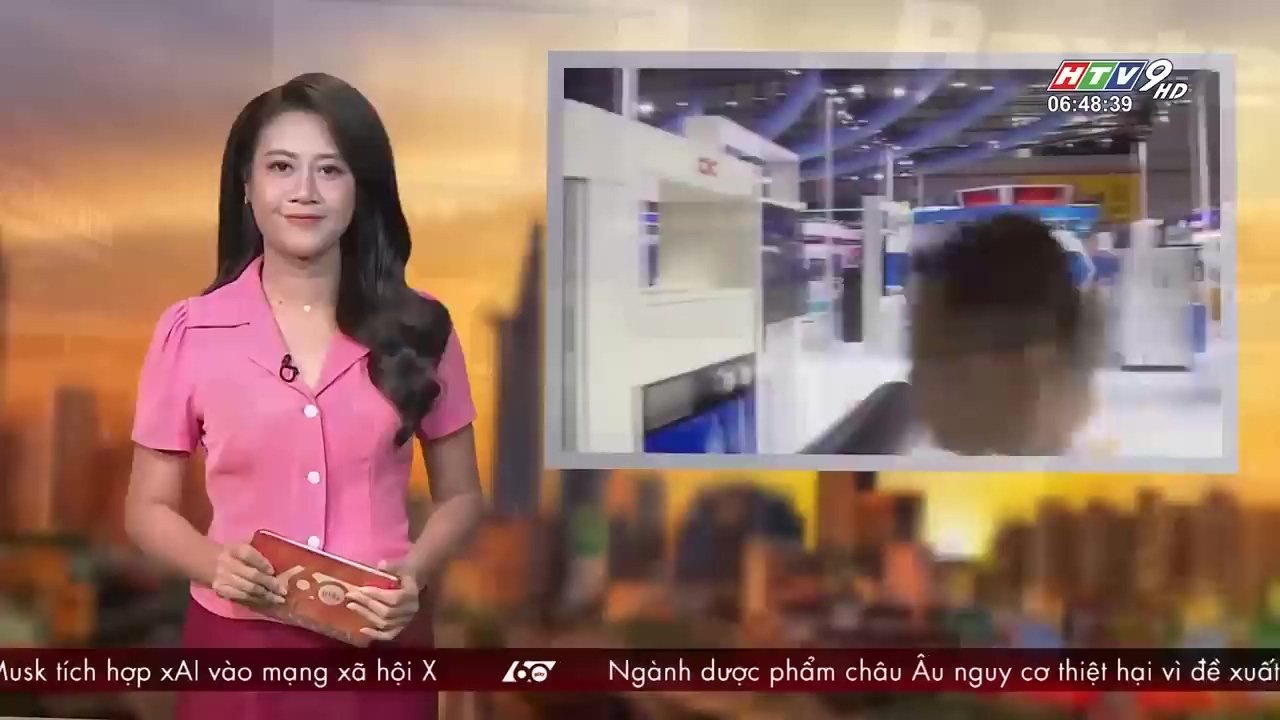 HTV9 HD
06:48:39
Musk tích hợp xAI vào mạng xã hội X
60 Ngành dược phẩm châu Âu nguy cơ thiệt hại vì đề xuất